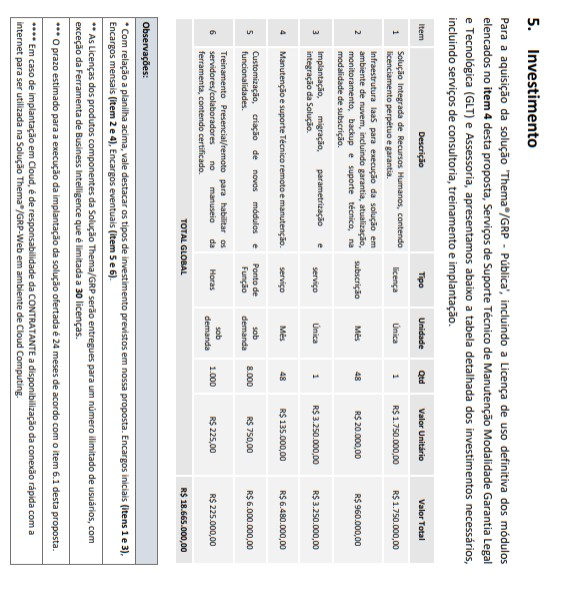 5. Investimento
Para a aquisição da solução 'Thema®/GRP - Pública', incluindo a Licença de uso definitiva dos módulos
elencados no item 4 desta proposta, Serviços de Suporte Técnico de Manutenção Modalidade Garantia Legal
e Tecnológica (GLT) e Assessoria, apresentamos abaixo a tabela detalhada dos investimentos necessários,
incluindo serviços de consultoria, treinamento e implantação.
Item Descrição Tipo Unidade Qtd Valor Unitário Valor Total
1 Solução Integrada de Recursos Humanos, contendo licença Única 1 R$ 1.750.000,00 R$ 1.750.000,00
licenciamento perpétuo e garantia.
Infraestrutura IaaS para execução da solução em
2 ambiente de nuvem, incluindo garantia, atualização, subscrição Mês 48 R$ 20.000,00 R$ 960.000,00
monitoramento, backup e suporte técnico, na
modalidade de subscrição.
3 Implantação, migração, parametrização e serviço Única 1 R$ 3.250.000,00 R$ 3.250.000,00
integração da Solução.
4 Manutenção e suporte Técnico remoto e manutenção. serviço Mês 48 R$ 135.000,00 R$ 6.480.000,00
5 Customização, criação de novos módulos e Ponto de sob 8.000 R$ 750,00 R$ 6.000.000,00
funcionalidades. Função demanda
Treinamento Presencial/remoto para habilitar os
6 servidores/colaboradores no manuseio da Horas sob 1.000 R$ 225,00 R$ 225.000,00
ferramenta, contendo certificado. demanda
TOTAL GLOBAL R$ 18.665.000,00
Observações:
* Com relação a planilha acima, vale destacar os tipos de investimento previstos em nossa proposta. Encargos iniciais (itens 1 e 3),
Encargos mensais (item 2 e 4), Encargos eventuais (item 5 e 6).
** As Licenças dos produtos componentes da Solução Thema/GRP serão entregues para um número ilimitado de usuários, com
exceção da Ferramenta de Business Intelligence que é limitada a 30 licenças.
*** O prazo estimado para a execução da implantação da solução ofertada é 24 meses de acordo com o item 6.1 desta proposta.
**** Em caso de implantação em Cloud, é de responsabilidade da CONTRATANTE a disponibilização da conexão rápida com a
internet para ser utilizada na Solução Thema®/GRP-Web em ambiente de Cloud Computing.